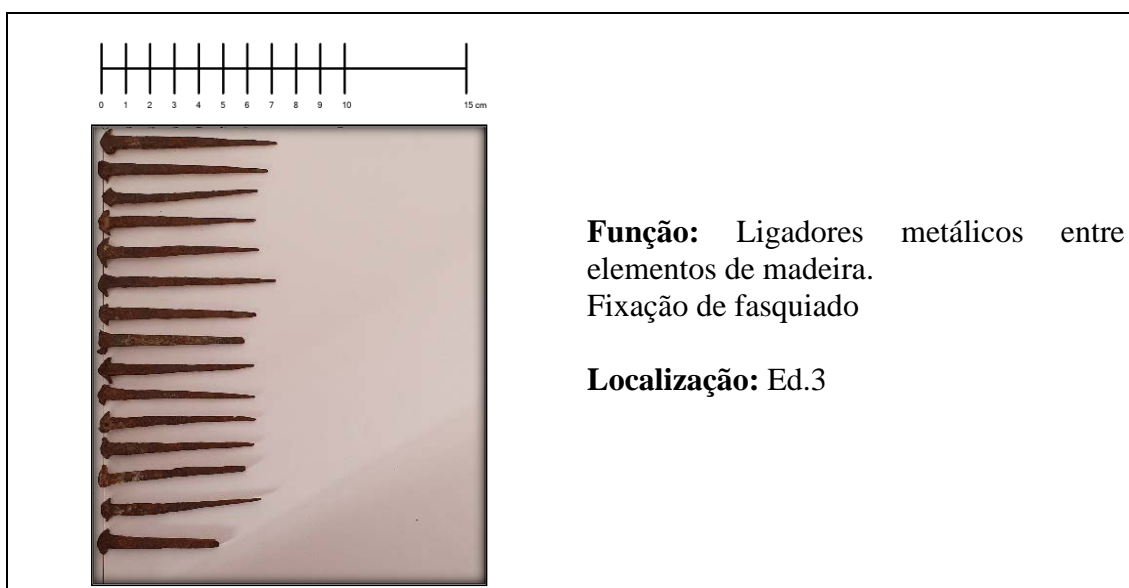 0 1 2 3 4 5 6 7 8 9 10 15 cm
Função: Ligadores metálicos entre
elementos de madeira.
Fixação de fasquiado
Localização: Ed.3